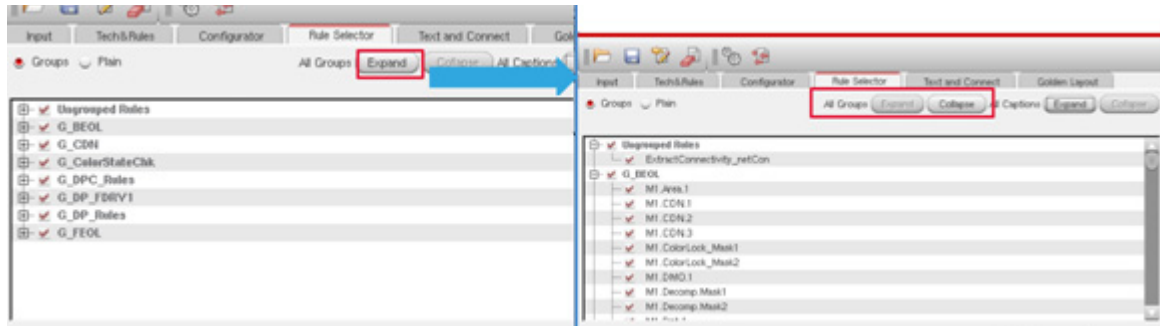 Input Tech&Rules Configurator Rule Selector Text and Connect Gol
Groups Plain All Groups Expand Collapse All Captions
Ungrouped Rules
G_BEOL
G_CDN
G_ColorStateChk
G_DPC_Rules
G_DP_FDRV1
G_DP_Rules
G_FEOL
Input Tech&Rules Configurator Rule Selector Text and Connect Golden Layout
Groups Plain All Groups Expand Collapse All Captions Expand Collapse
Ungrouped Rules
ExtractConnectivity_netCon
G_BEOL
M1.Area.1
M1.CDN.1
M1.CDN.2
M1.CDN.3
M1.ColorLock_Mask1
M1.ColorLock_Mask2
M1.DMO.1
M1.Decomp.Mask1
M1.Decomp.Mask2